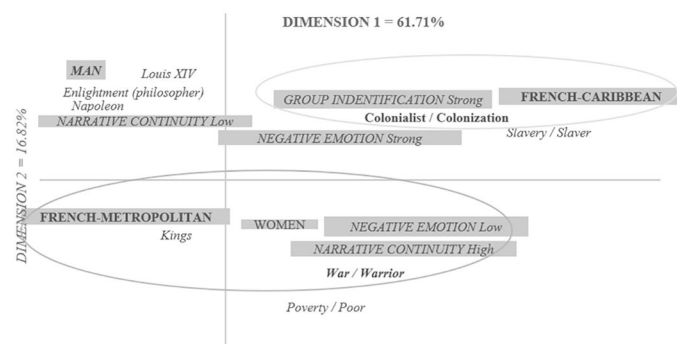 DIMENSION 1 = 61.71%
MAN
Louis XIV
Enlightment (philosopher)
Napoleon
NARRATIVE CONTINUITY Low
GROUP INDENTIFICATION Strong
FRENCH-CARIBBEAN
Colonialist / Colonization
Slavery / Slaver
NEGATIVE EMOTION Strong
DIMENSION 2 = 16.82%
FRENCH-METROPOLITAN
Kings
WOMEN
NEGATIVE EMOTION Low
NARRATIVE CONTINUITY High
War / Warrior
Poverty / Poor